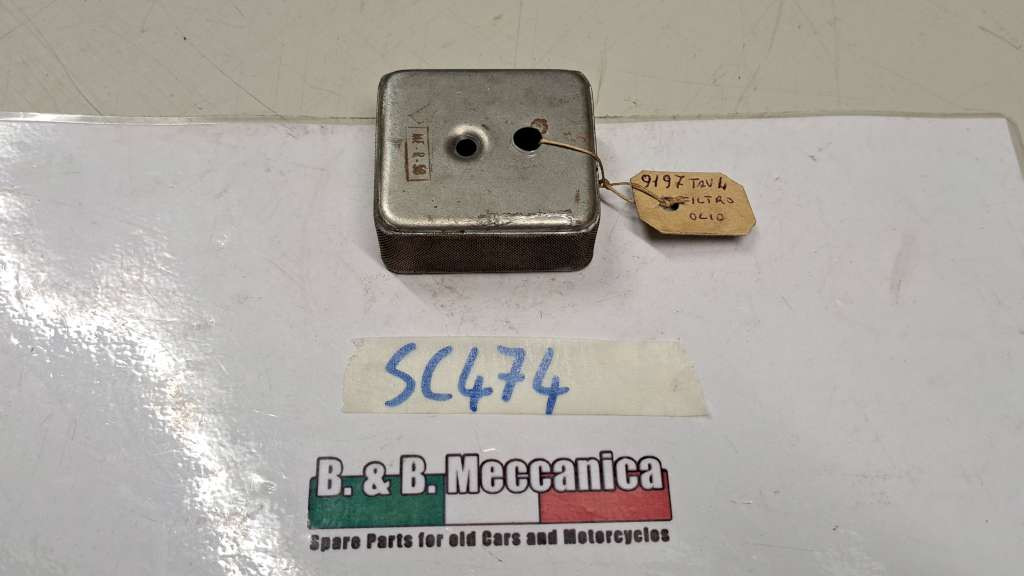 9197 TAV 4
FILTRO
OLIO
SC474
B. & B. Meccanica
Spare Parts for old Cars and Motorcycles